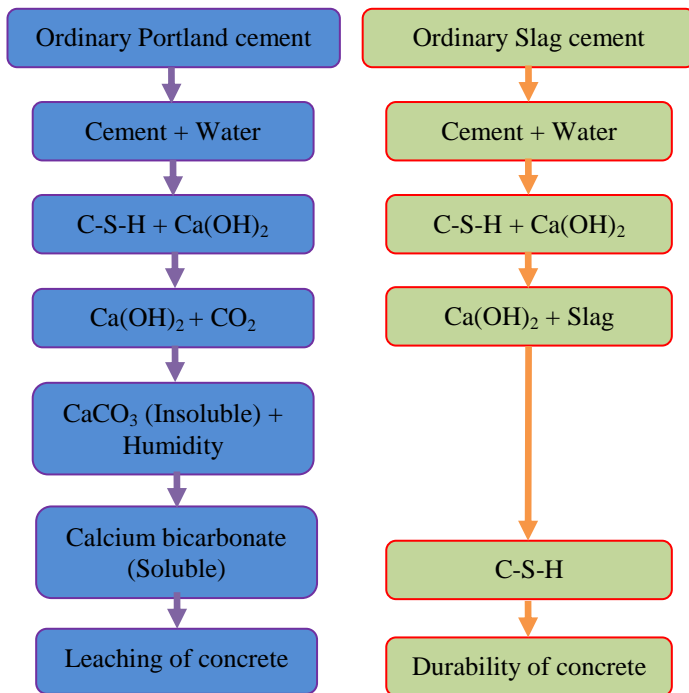 Ordinary Portland cement
Cement + Water
C-S-H + Ca(OH)₂
Ca(OH)₂ + CO₂
CaCO₃ (Insoluble) +
Humidity
Calcium bicarbonate
(Soluble)
Leaching of concrete
Ordinary Slag cement
Cement + Water
C-S-H + Ca(OH)₂
Ca(OH)₂ + Slag
C-S-H
Durability of concrete